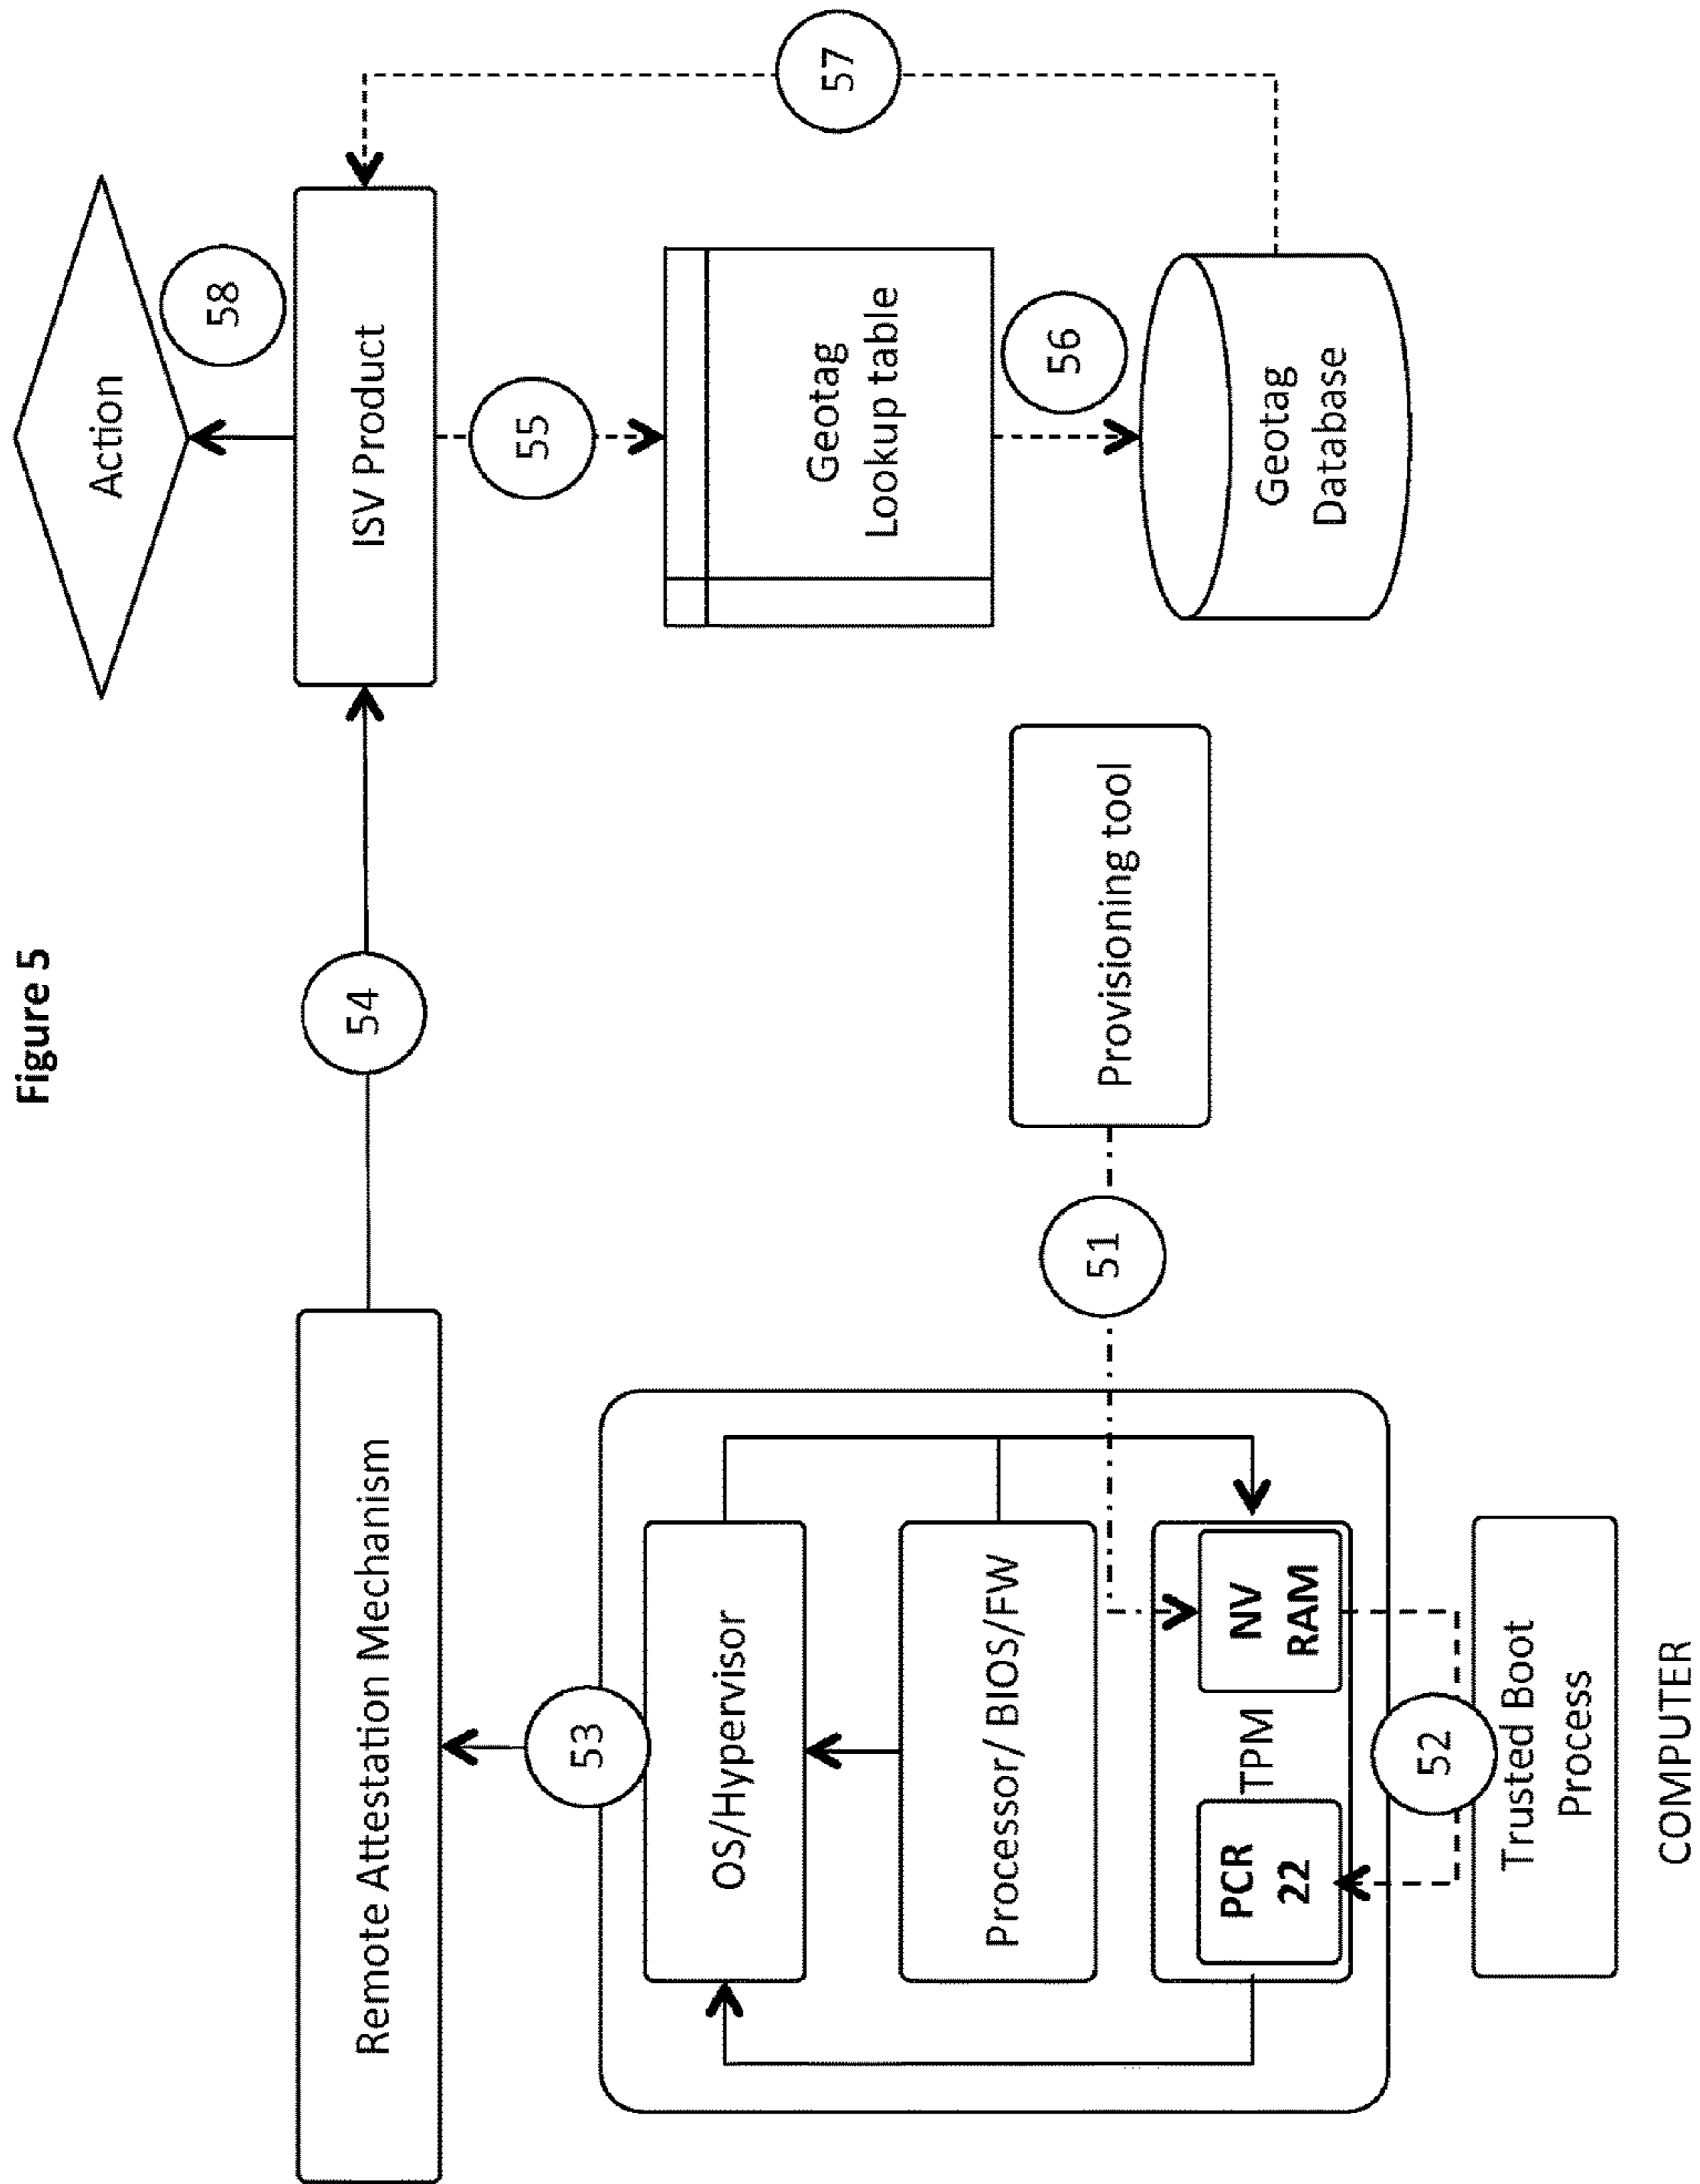 Figure 5
Remote Attestation Mechanism
54
ISV Product
58
Action
53
OS/Hypervisor
Processor/ BIOS/FW
PCR
22
TPM
NV
RAM
52
Trusted Boot
Process
COMPUTER
51
Provisioning tool
55
Geotag
Lookup table
56
Geotag
Database
57